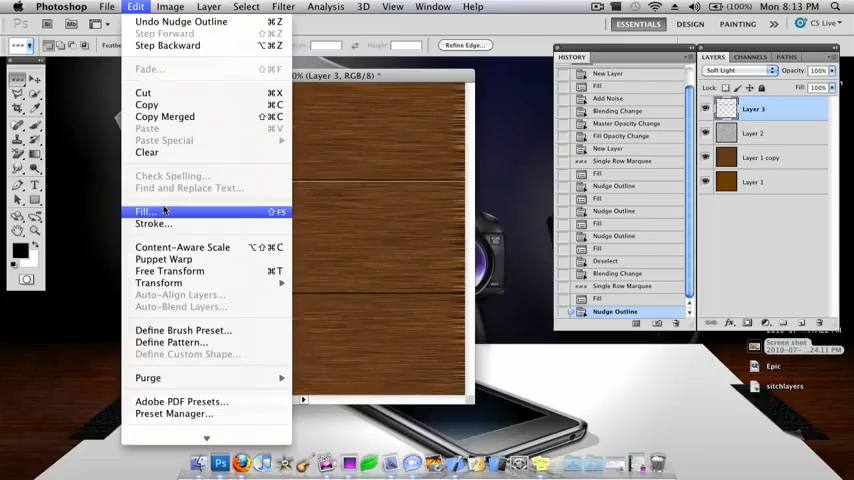 Photoshop File Edit Image Layer Select Filter Analysis 3D View Window (100%) Mon 8:13 PM
ESSENTIALS DESIGN PAINTING CS Live
Height: Refine Edge...
Undo Nudge Outline ⌘Z
Step Forward ⇧⌘Z
Step Backward ⌥⌘Z
Fade... ⇧⌘F
Cut ⌘X
Copy ⌘C
Copy Merged ⇧⌘C
Paste ⌘V
Paste Special
Clear
Check Spelling...
Find and Replace Text...
Fill... ⇧F5
Stroke...
Content-Aware Scale ⌥⇧⌘C
Puppet Warp
Free Transform ⌘T
Transform
Auto-Align Layers...
Auto-Blend Layers...
Define Brush Preset...
Define Pattern...
Define Custom Shape...
Purge
Adobe PDF Presets...
Preset Manager...
0% (Layer 3, RGB/8) *
HISTORY
New Layer
Fill
Add Noise
Blending Change
Master Opacity Change
Fill Opacity Change
New Layer
Single Row Marquee
Fill
Nudge Outline
Fill
Nudge Outline
Fill
Nudge Outline
Fill
Deselect
Blending Change
Single Row Marquee
Fill
Nudge Outline
LAYERS CHANNELS PATHS
Soft Light Opacity: 100%
Lock: Fill: 100%
Layer 3
Layer 2
Layer 1 copy
Layer 1
Screen shot
2010-07-...24.11 PM
Epic
sitchlayers